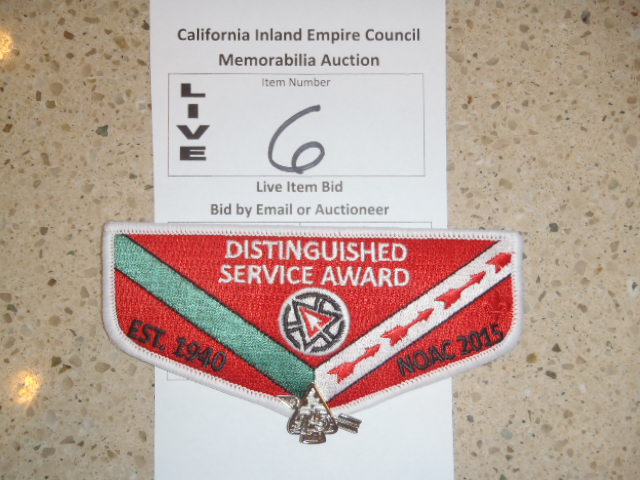 California Inland Empire Council
Memorabilia Auction
Item Number
LIVE
6
Live Item Bid
Bid by Email or Auctioneer
DISTINGUISHED
SERVICE AWARD
EST. 1940
NOAC 2015